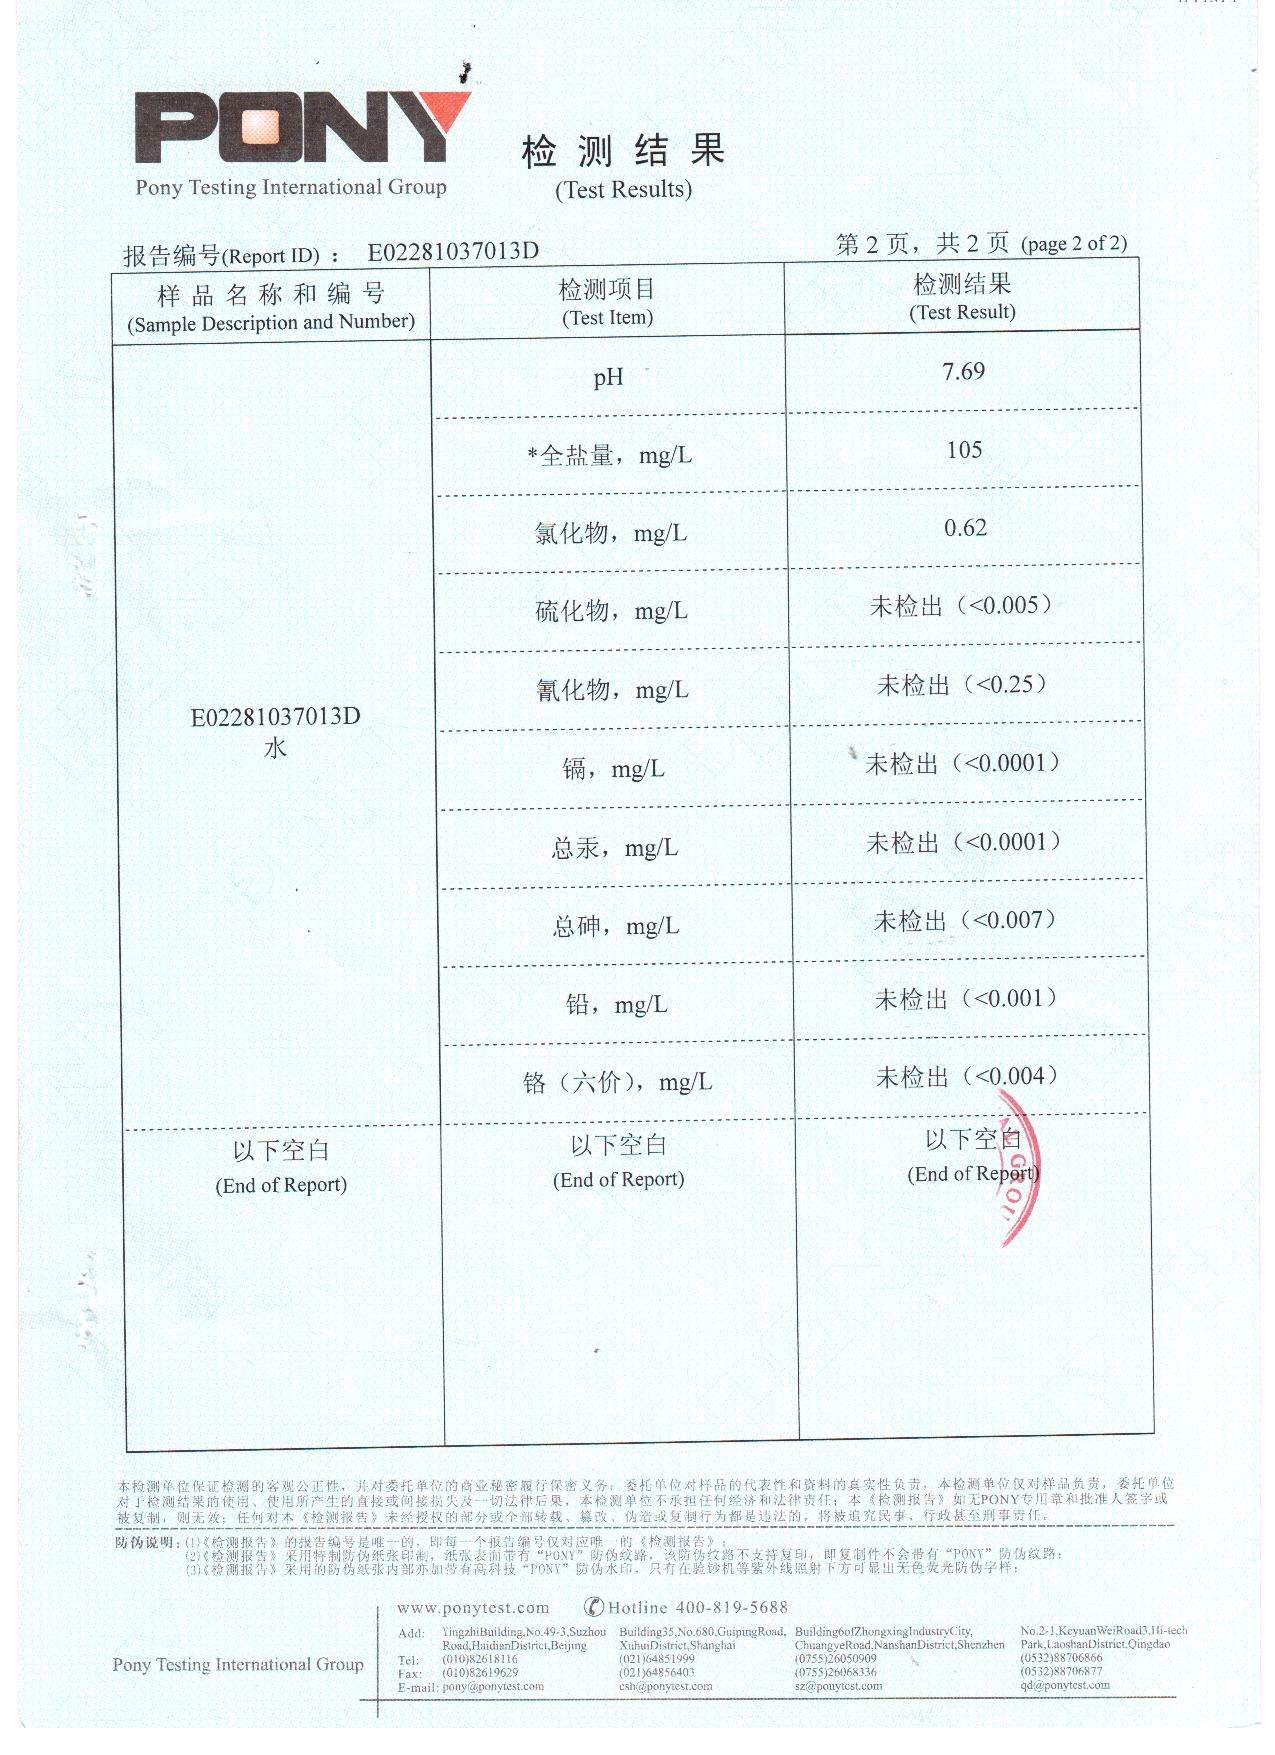 PONY
Pony Testing International Group
检测结果
(Test Results)
报告编号(Report ID)： E02281037013D
第 2 页，共 2 页 (page 2 of 2)
样品名称和编号
(Sample Description and Number)
检测项目
(Test Item)
检测结果
(Test Result)
E02281037013D
水
pH 7.69
*全盐量，mg/L 105
氯化物，mg/L 0.62
硫化物，mg/L 未检出（<0.005）
氰化物，mg/L 未检出（<0.25）
镉，mg/L 未检出（<0.0001）
总汞，mg/L 未检出（<0.0001）
总砷，mg/L 未检出（<0.007）
铅，mg/L 未检出（<0.001）
铬（六价），mg/L 未检出（<0.004）
以下空白 以下空白 以下空白
(End of Report) (End of Report) (End of Report)
AL GROU
本检测单位保证检测的客观公正性，并对委托单位的商业秘密履行保密义务；委托单位对样品的代表性和资料的真实性负责，本检测单位仅对样品负责，委托单位
对于检测结果的使用、使用所产生的直接或间接损失及一切法律后果，本检测单位不承担任何经济和法律责任；本《检测报告》如无PONY专用章和批准人签字或
被复制，则无效；任何对本《检测报告》未经授权的部分或全部转载、篡改、伪造或复制行为都是违法的，将被追究民事、行政甚至刑事责任。
防伪说明：(1)《检测报告》的报告编号是唯一的，即每一个报告编号仅对应唯一的《检测报告》；
(2)《检测报告》采用特制防伪纸张印制，纸张表面带有“PONY”防伪纹路，该防伪纹路不支持复印，即复制件不会带有“PONY”防伪纹路；
(3)《检测报告》采用的防伪纸张内部亦加带有高科技“PONY”防伪水印，只有在验钞机等紫外线照射下方可显出无色荧光防伪字样；
www.ponytest.com Hotline 400-819-5688
Pony Testing International Group
Add: YingzhiBuilding,No.49-3,Suzhou Building35,No.680,GuipingRoad, Building6ofZhongxingIndustryCity, No.2-1,KeyuanWeiRoad3,Hi-tech
Road,HaidianDistrict,Beijing XuhuiDistrict,Shanghai ChuangyeRoad,NanshanDistrict,Shenzhen Park,LaoshanDistrict,Qingdao
Tel: (010)82618116 (021)64851999 (0755)26050909 (0532)88706866
Fax: (010)82619629 (021)64856403 (0755)26068336 (0532)88706877
E-mail: pony@ponytest.com csh@ponytest.com sz@ponytest.com qd@ponytest.com